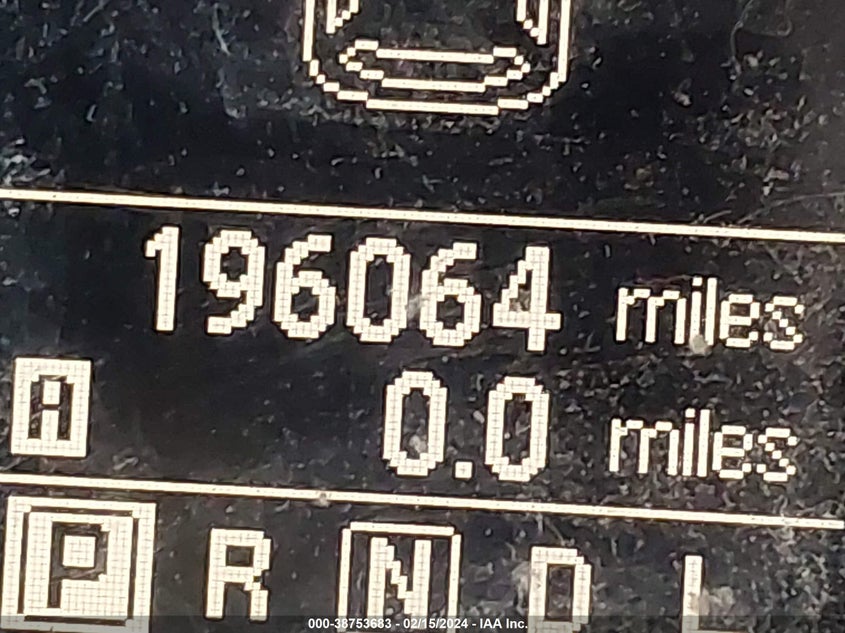 196064 miles
A 0.0 miles
P R N D L
000-38753683 - 02/15/2024 - IAA Inc.